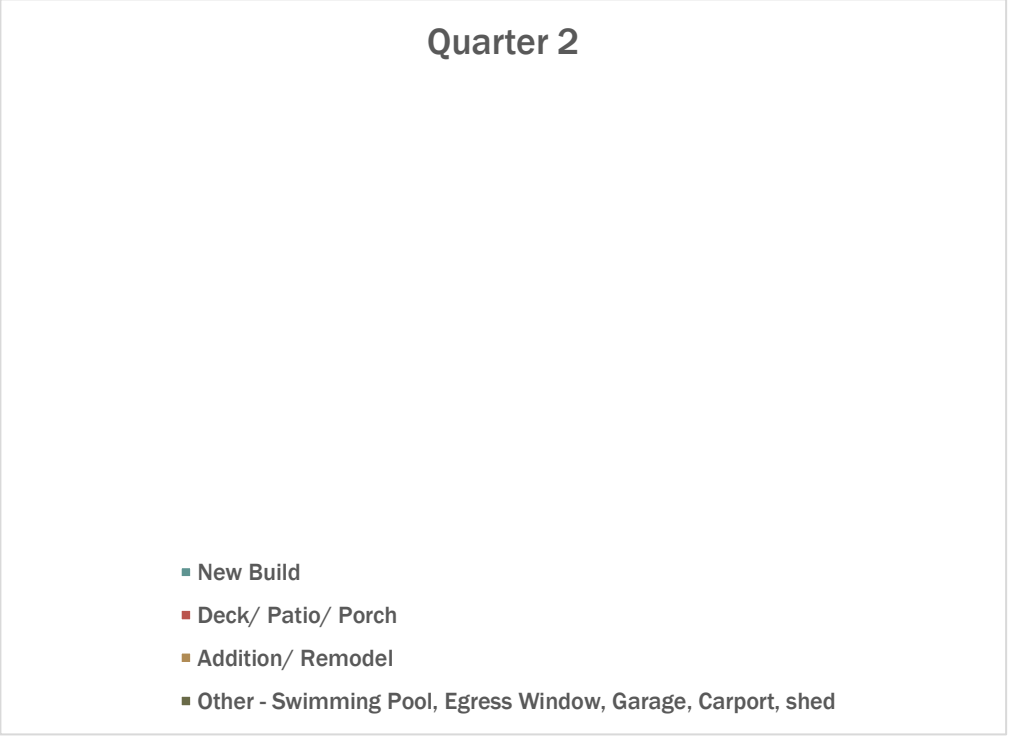 Quarter 2
New Build
Deck/ Patio/ Porch
Addition/ Remodel
Other - Swimming Pool, Egress Window, Garage, Carport, shed